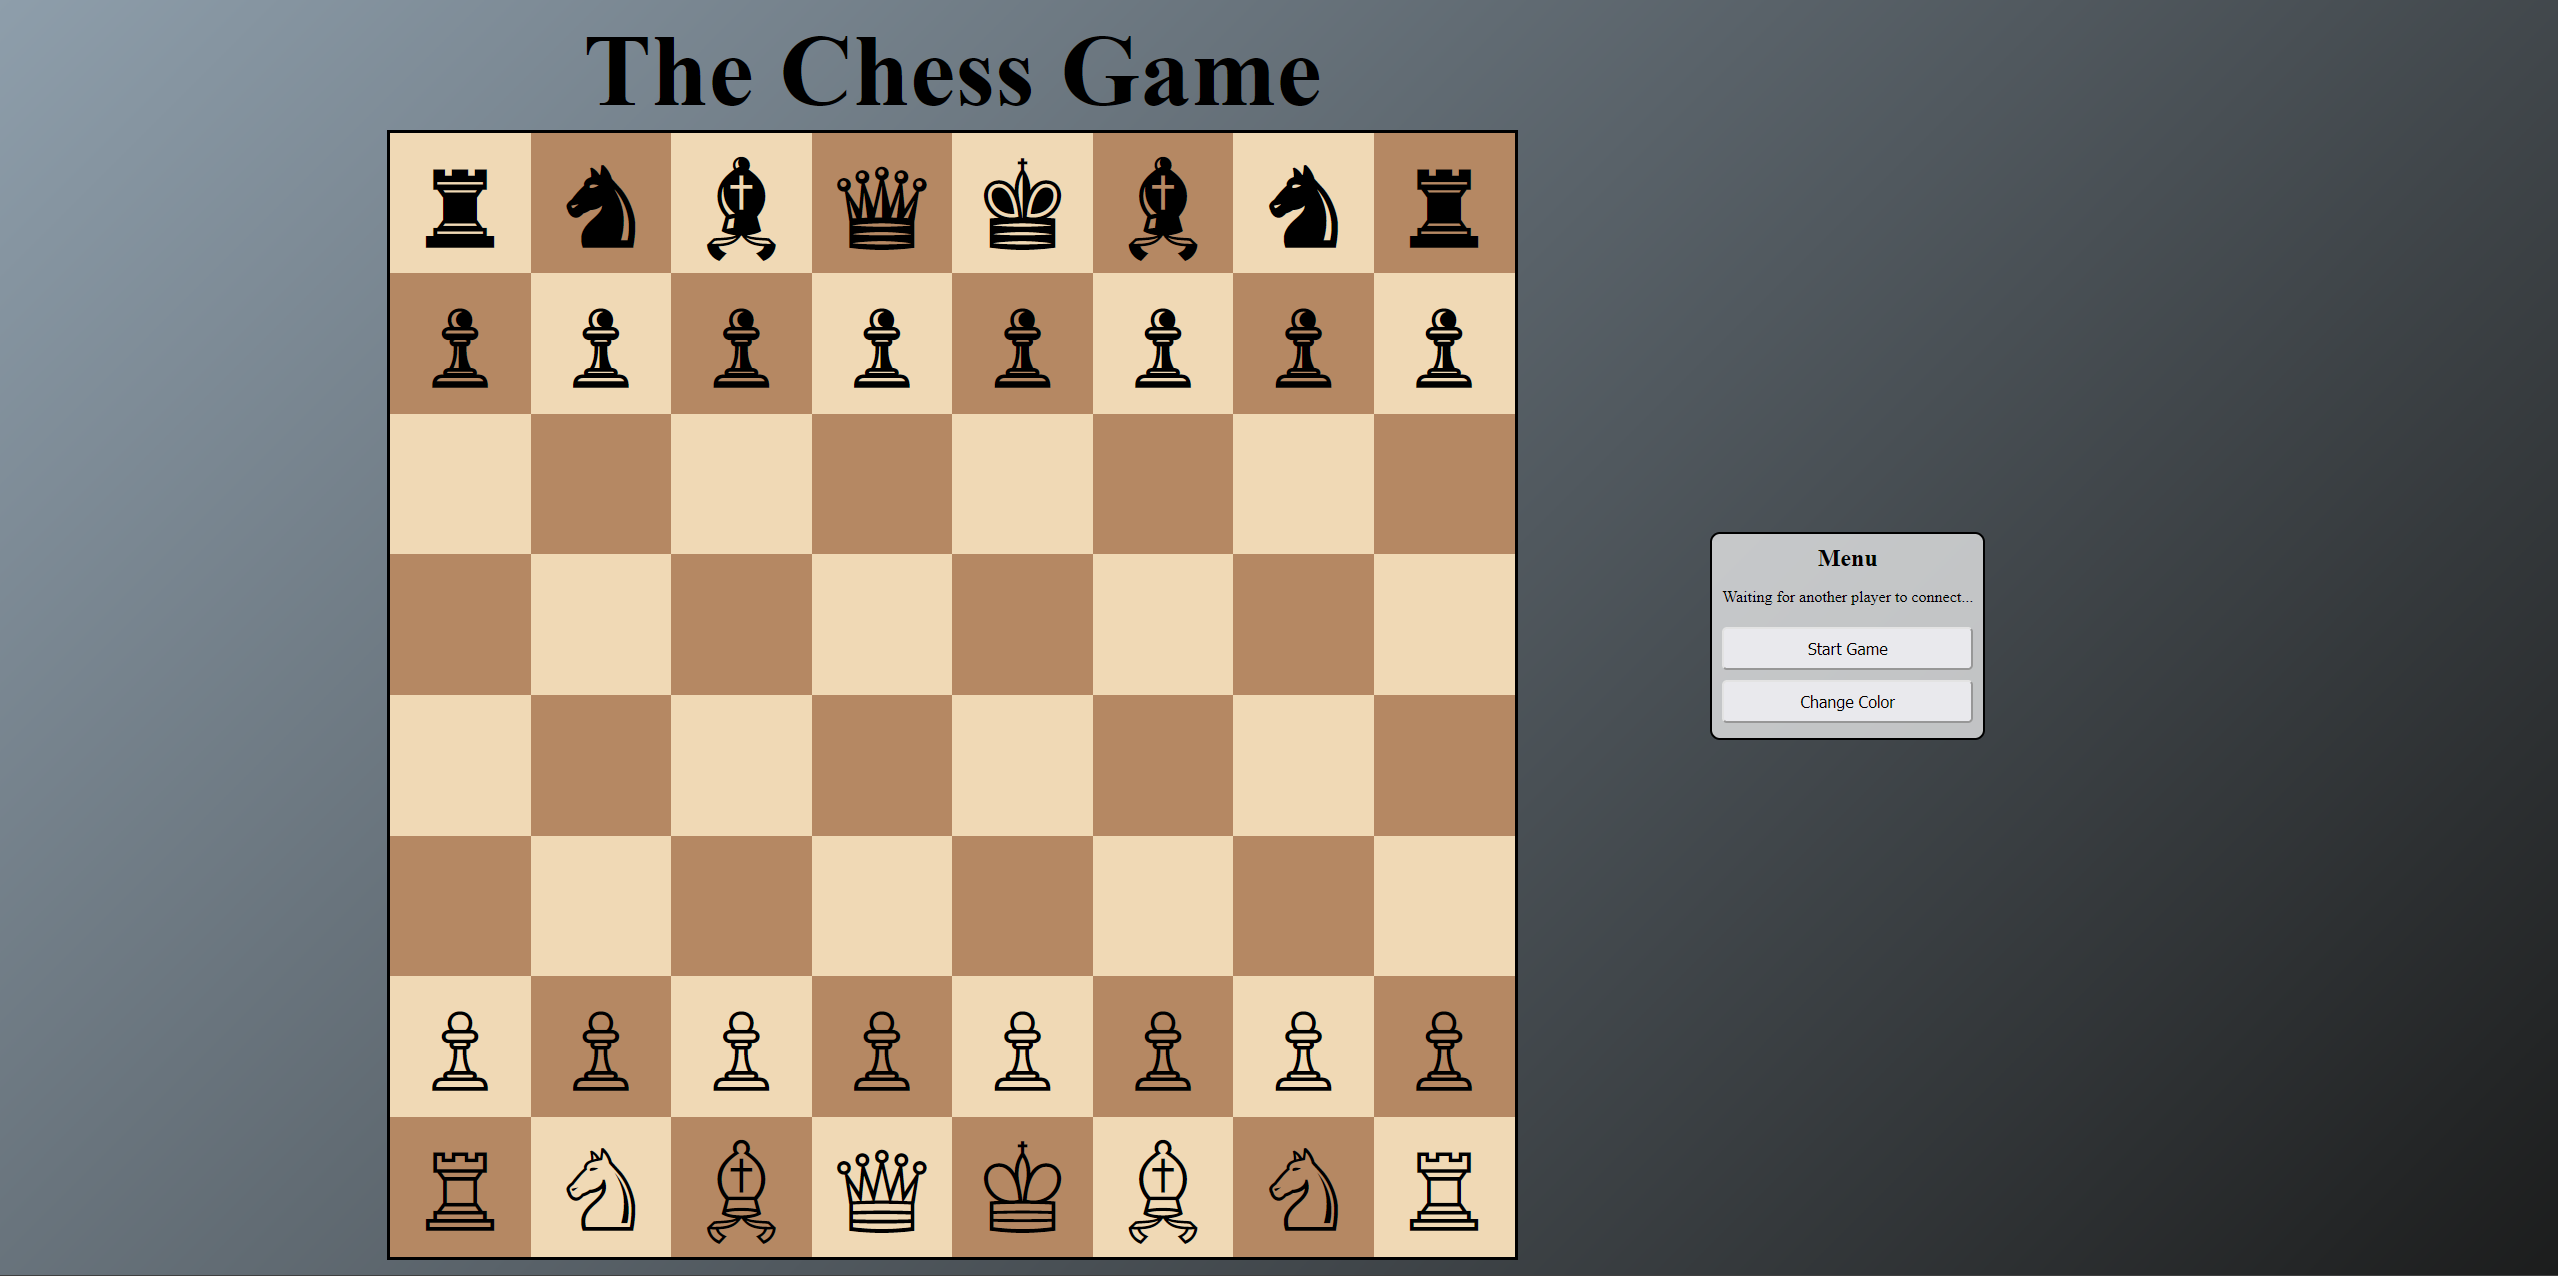 The Chess Game
Menu
Waiting for another player to connect...
Start Game
Change Color